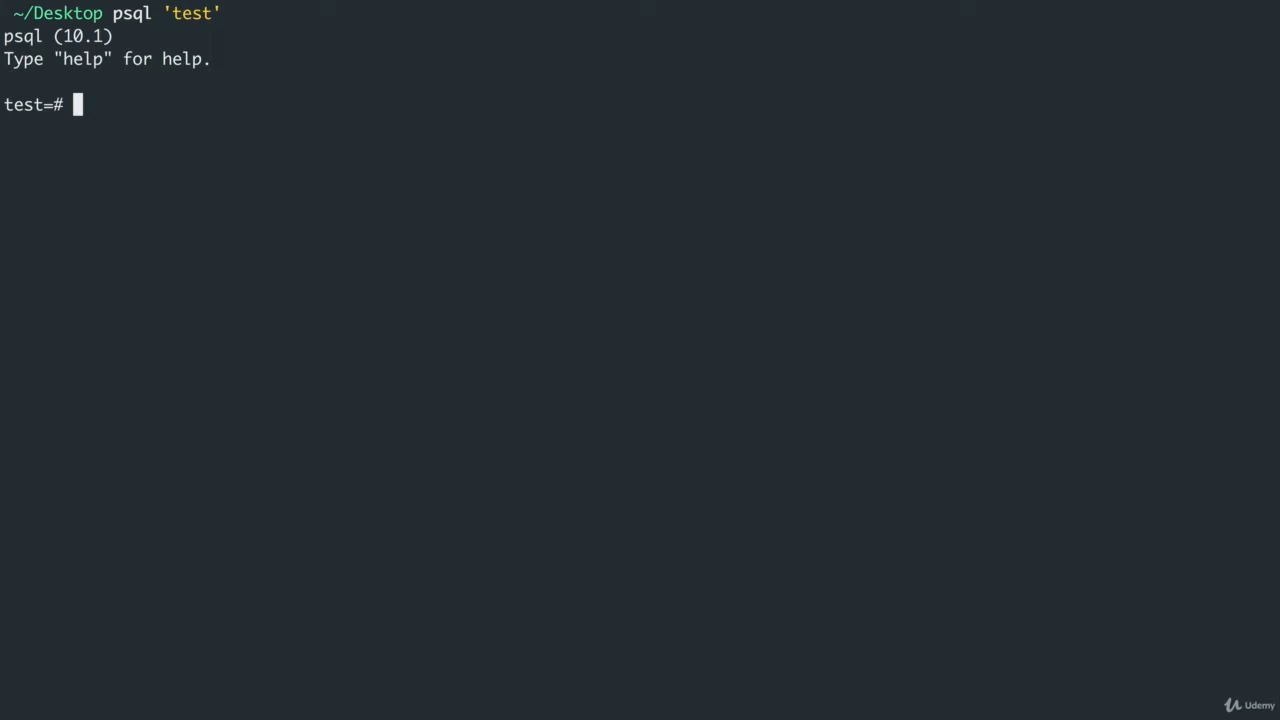 ~/Desktop psql 'test'
psql (10.1)
Type "help" for help.
test=#
Udemy